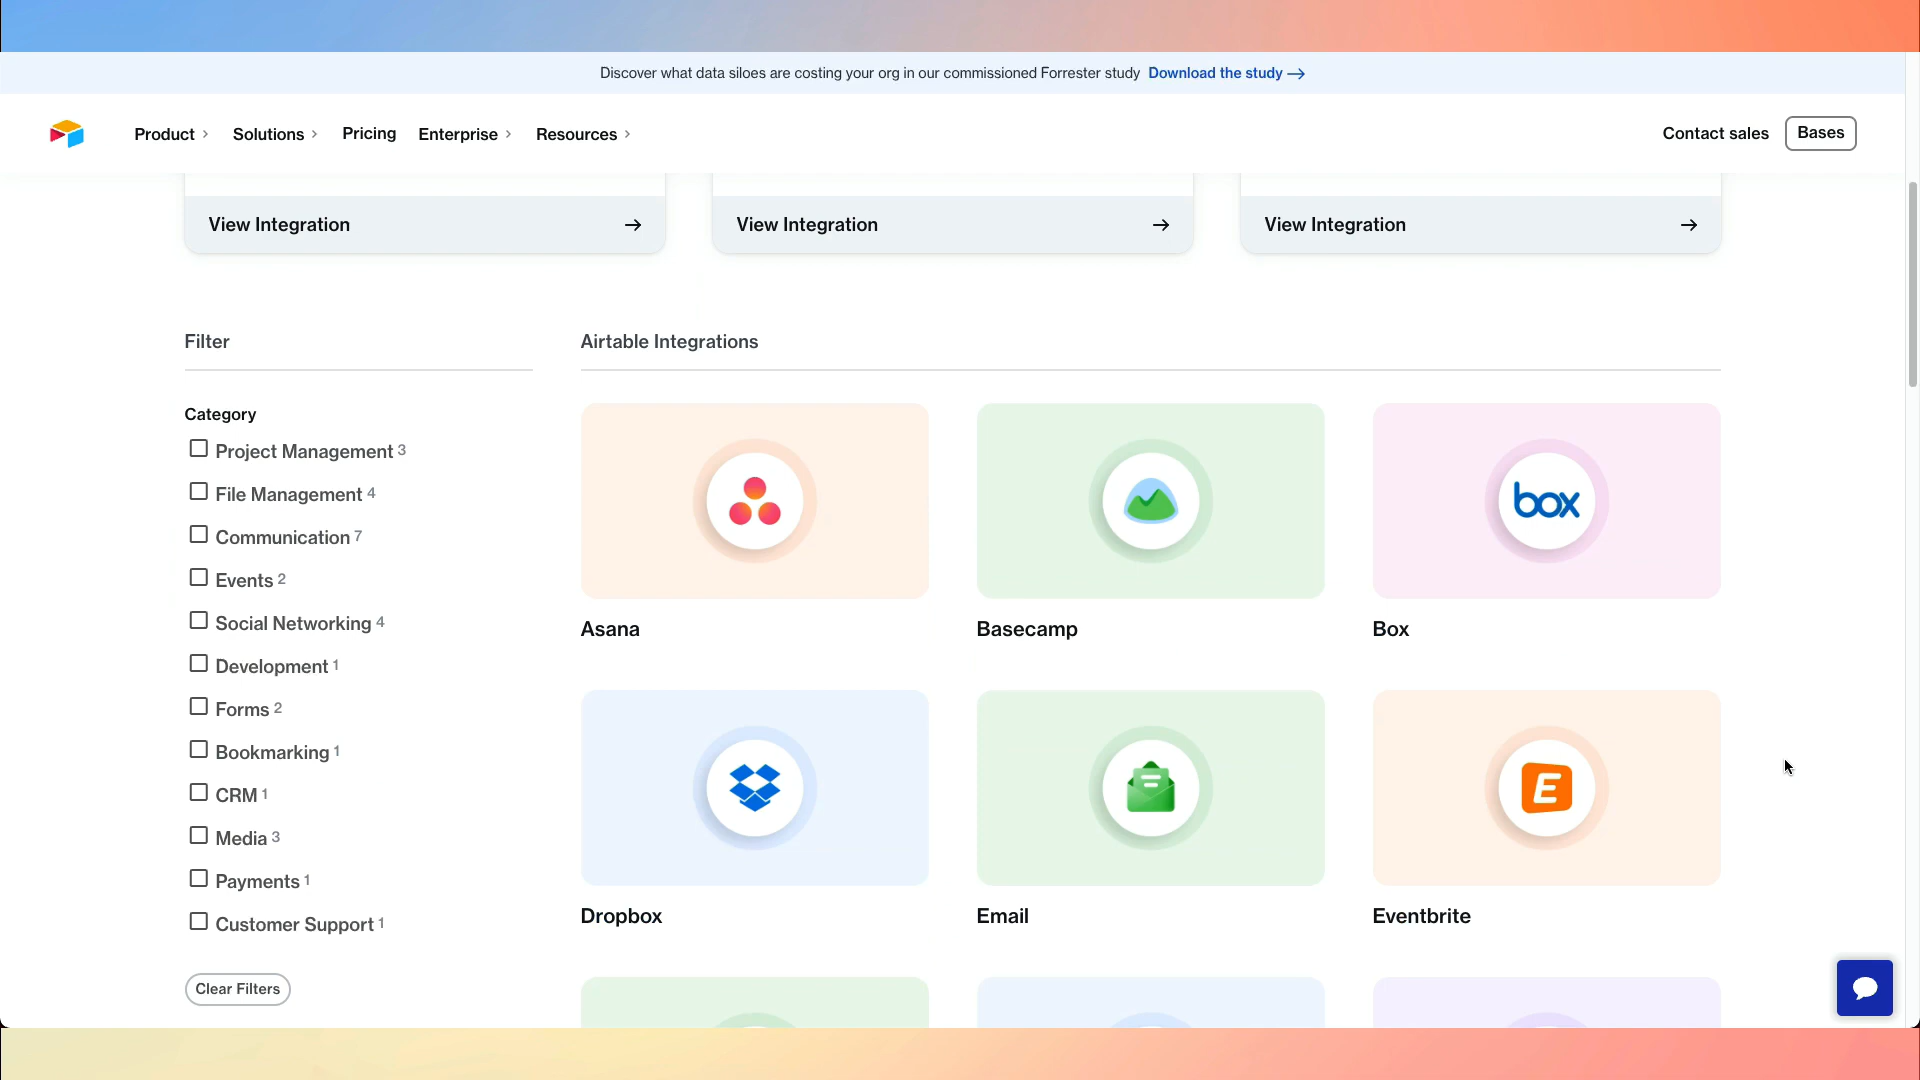 Discover what data siloes are costing your org in our commissioned Forrester study Download the study
Product Solutions Pricing Enterprise Resources Contact sales Bases
View Integration View Integration View Integration
Filter
Category
Project Management 3
File Management 4
Communication 7
Events 2
Social Networking 4
Development 1
Forms 2
Bookmarking 1
CRM 1
Media 3
Payments 1
Customer Support 1
Clear Filters
Airtable Integrations
box
Asana Basecamp Box
E
Dropbox Email Eventbrite